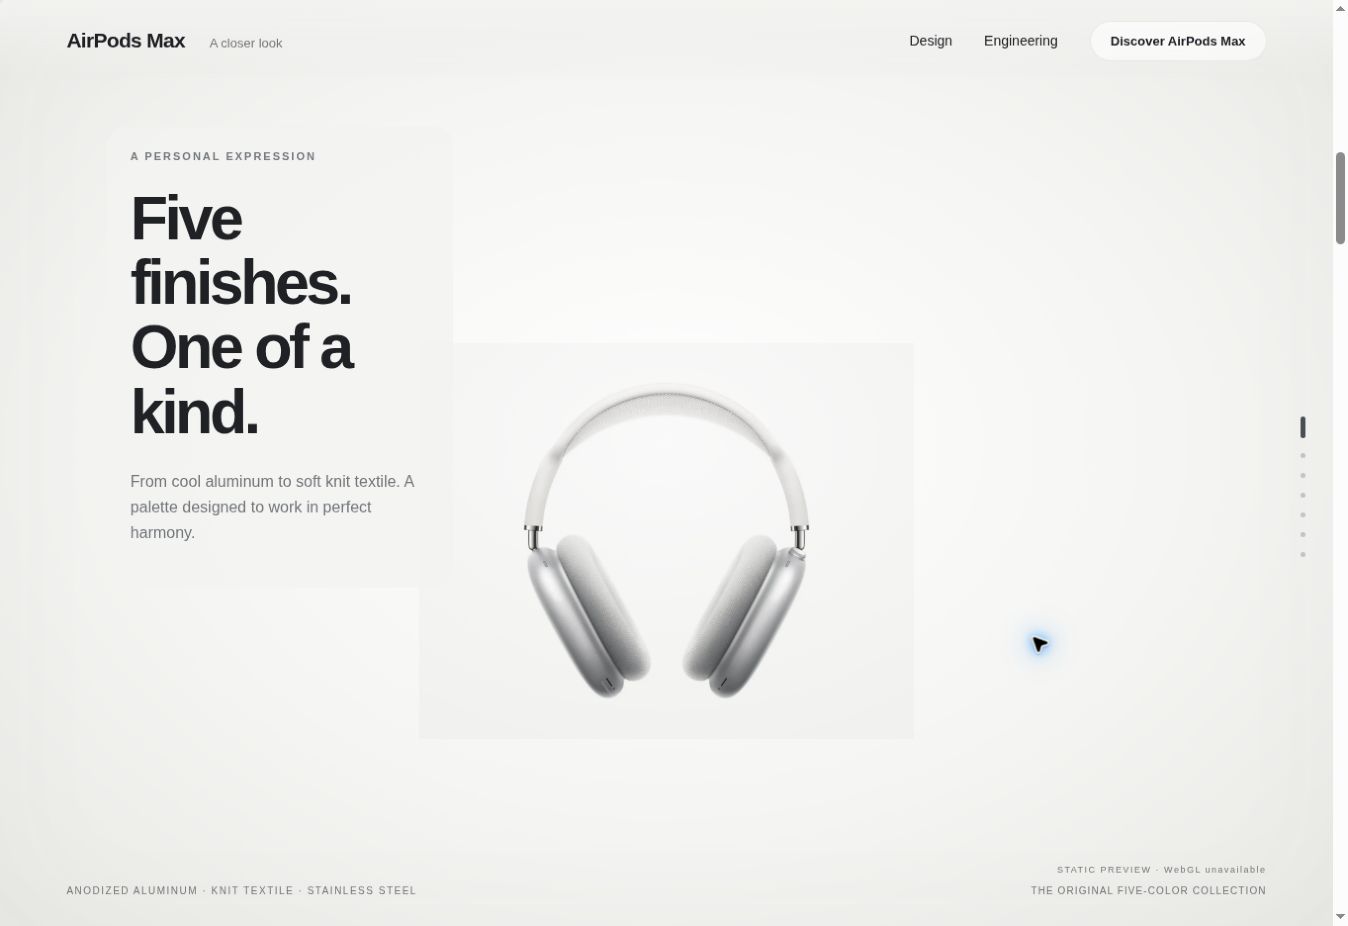 AirPods Max
A closer look
Design
Engineering
Discover AirPods Max
A PERSONAL EXPRESSION
Five
finishes.
One of a
kind.
From cool aluminum to soft knit textile. A
palette designed to work in perfect
harmony.
STATIC PREVIEW · WebGL unavailable
ANODIZED ALUMINUM · KNIT TEXTILE · STAINLESS STEEL
THE ORIGINAL FIVE-COLOR COLLECTION